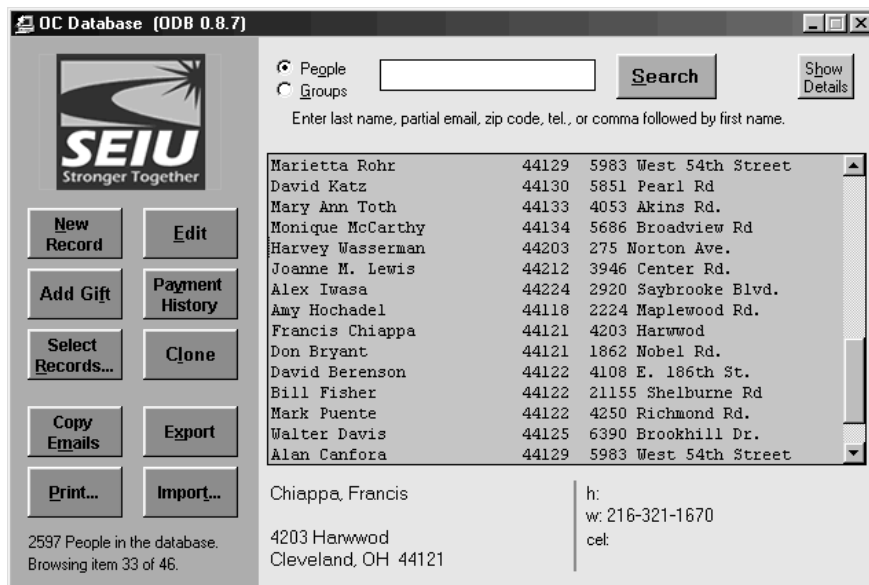 OC Database (ODB 0.8.7)
SEIU
Stronger Together
New Record
Edit
Add Gift
Payment History
Select Records...
Clone
Copy Emails
Export
Print...
Import...
2597 People in the database.
Browsing item 33 of 46.
People
Groups
Search
Show Details
Enter last name, partial email, zip code, tel., or comma followed by first name.
Marietta Rohr 44129 5983 West 54th Street
David Katz 44130 5851 Pearl Rd
Mary Ann Toth 44133 4053 Akins Rd.
Monique McCarthy 44134 5686 Broadview Rd
Harvey Wasserman 44203 275 Norton Ave.
Joanne M. Lewis 44212 3946 Center Rd.
Alex Iwasa 44224 2920 Saybrooke Blvd.
Amy Hochadel 44118 2224 Maplewood Rd.
Francis Chiappa 44121 4203 Harwwod
Don Bryant 44121 1862 Nobel Rd.
David Berenson 44122 4108 E. 186th St.
Bill Fisher 44122 21155 Shelburne Rd
Mark Puente 44122 4250 Richmond Rd.
Walter Davis 44125 6390 Brookhill Dr.
Alan Canfora 44129 5983 West 54th Street
Chiappa, Francis
4203 Harwwod
Cleveland, OH 44121
h:
w: 216-321-1670
cel: